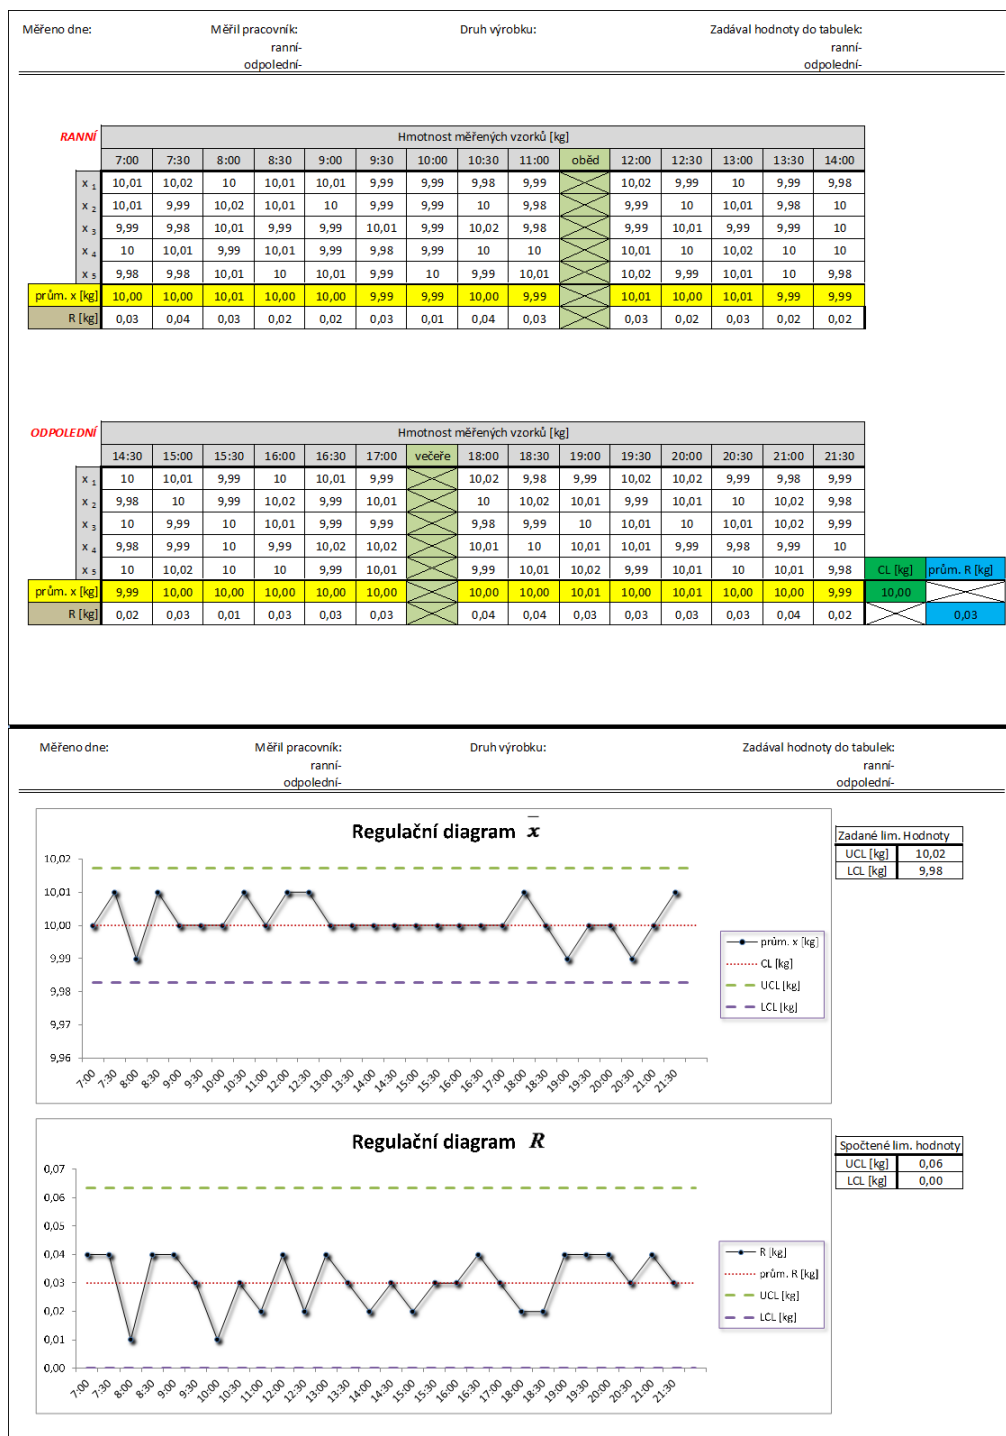 Měřeno dne: Měřil pracovník: Druh výrobku: Zadával hodnoty do tabulek:
ranní- ranní-
odpolední- odpolední-
RANNÍ Hmotnost měřených vzorků [kg]
7:00 7:30 8:00 8:30 9:00 9:30 10:00 10:30 11:00 oběd 12:00 12:30 13:00 13:30 14:00
x 1 10,01 10,02 10 10,01 10,01 9,99 9,99 9,98 9,99 10,02 9,99 10 9,99 9,98
x 2 10,01 9,99 10,02 10,01 10 9,99 9,99 10 9,98 9,99 10 10,01 9,98 10
x 3 9,99 9,98 10,01 9,99 9,99 10,01 9,99 10,02 9,98 9,99 10,01 9,99 9,99 10
x 4 10 10,01 9,99 10,01 9,99 9,98 9,99 10 10 10,01 10 10,02 10 10
x 5 9,98 9,98 10,01 10 10,01 9,99 10 9,99 10,01 10,02 9,99 10,01 10 9,98
prům. x [kg] 10,00 10,00 10,01 10,00 10,00 9,99 9,99 10,00 9,99 10,01 10,00 10,01 9,99 9,99
R [kg] 0,03 0,04 0,03 0,02 0,02 0,03 0,01 0,04 0,03 0,03 0,02 0,03 0,02 0,02
ODPOLEDNÍ Hmotnost měřených vzorků [kg]
14:30 15:00 15:30 16:00 16:30 17:00 večeře 18:00 18:30 19:00 19:30 20:00 20:30 21:00 21:30
x 1 10 10,01 9,99 10 10,01 9,99 10,02 9,98 9,99 10,02 10,02 9,99 9,98 9,99
x 2 9,98 10 9,99 10,02 9,99 10,01 10 10,02 10,01 9,99 10,01 10 10,02 9,98
x 3 10 9,99 10 10,01 9,99 9,99 9,98 9,99 10 10,01 10 10,01 10,02 9,99
x 4 9,98 9,99 10 9,99 10,02 10,02 10,01 10 10,01 10,01 9,99 9,98 9,99 10
x 5 10 10,02 10 10 9,99 10,01 9,99 10,01 10,02 9,99 10,01 10 10,01 9,98 CL [kg] prům. R [kg]
prům. x [kg] 9,99 10,00 10,00 10,00 10,00 10,00 10,00 10,00 10,01 10,00 10,01 10,00 10,00 9,99 10,00
R [kg] 0,02 0,03 0,01 0,03 0,03 0,03 0,04 0,04 0,03 0,03 0,03 0,03 0,04 0,02 0,03
Měřeno dne: Měřil pracovník: Druh výrobku: Zadával hodnoty do tabulek:
ranní- ranní-
odpolední- odpolední-
Regulační diagram x̄
Zadané lim. Hodnoty
UCL [kg] 10,02
LCL [kg] 9,98
10,02
10,01
10,00
9,99
9,98
9,97
9,96
prům. x [kg]
CL [kg]
UCL [kg]
LCL [kg]
7:00 7:30 8:00 8:30 9:00 9:30 10:00 10:30 11:00 12:00 12:30 13:00 13:30 14:00 14:30 15:00 15:30 16:00 16:30 17:00 18:00 18:30 19:00 19:30 20:00 20:30 21:00 21:30
Regulační diagram R
Spočtené lim. hodnoty
UCL [kg] 0,06
LCL [kg] 0,00
0,07
0,06
0,05
0,04
0,03
0,02
0,01
0,00
R [kg]
prům. R [kg]
UCL [kg]
LCL [kg]
7:00 7:30 8:00 8:30 9:00 9:30 10:00 10:30 11:00 12:00 12:30 13:00 13:30 14:00 14:30 15:00 15:30 16:00 16:30 17:00 18:00 18:30 19:00 19:30 20:00 20:30 21:00 21:30